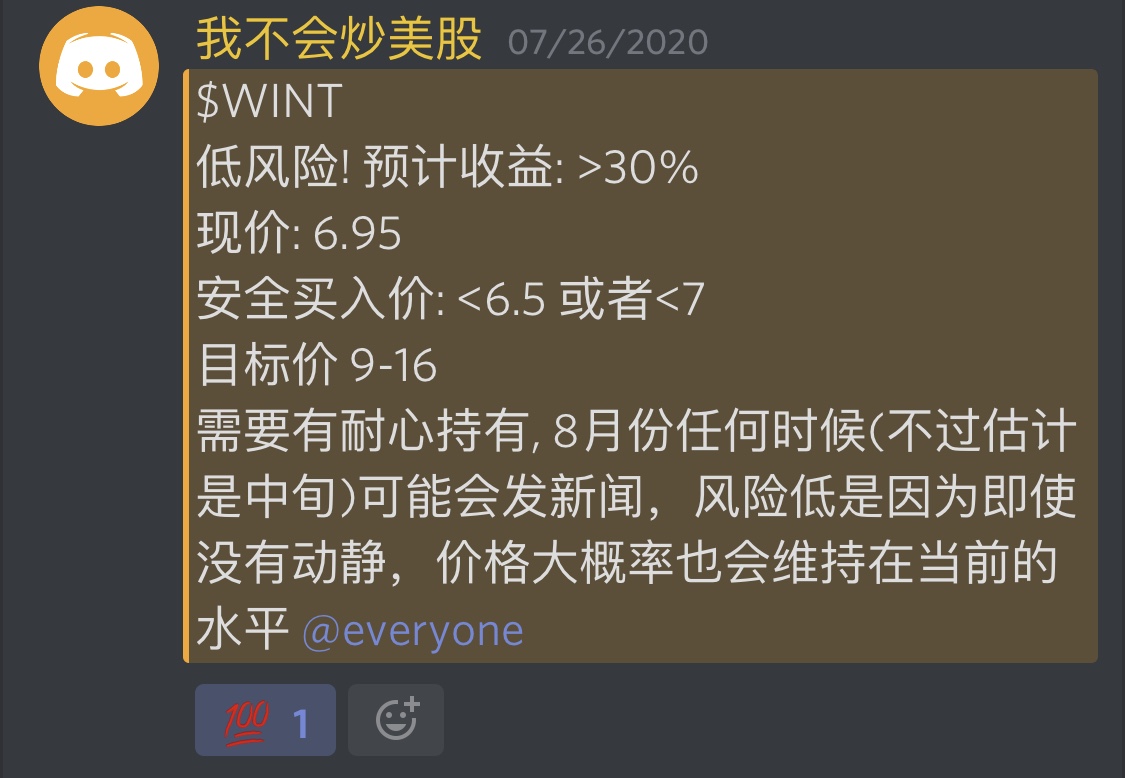 我不会炒美股 07/26/2020
$WINT
低风险! 预计收益: >30%
现价: 6.95
安全买入价: <6.5 或者<7
目标价 9-16
需要有耐心持有, 8月份任何时候(不过估计
是中旬)可能会发新闻，风险低是因为即使
没有动静，价格大概率也会维持在当前的
水平 @everyone
💯 1